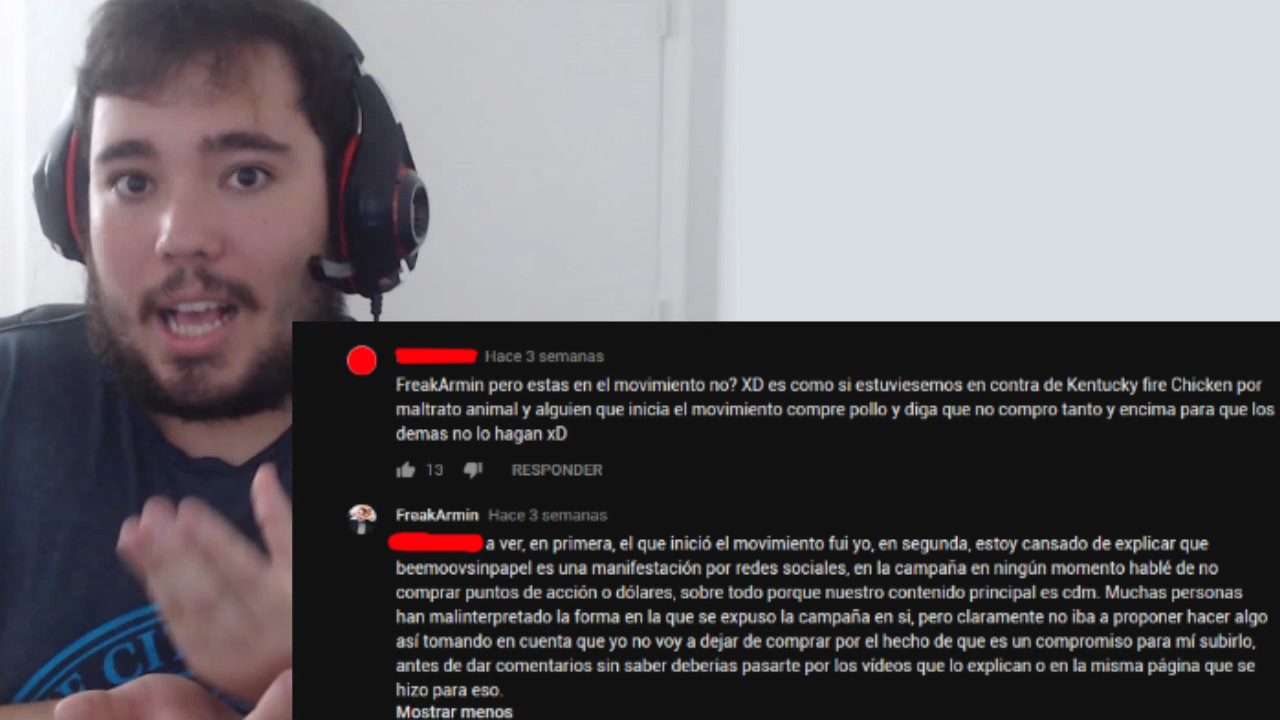 Hace 3 semanas
FreakArmin pero estas en el movimiento no? XD es como si estuviesemos en contra de Kentucky fire Chicken por
maltrato animal y alguien que inicia el movimiento compre pollo y diga que no compro tanto y encima para que los
demas no lo hagan xD
13 RESPONDER
FreakArmin Hace 3 semanas
a ver, en primera, el que inició el movimiento fui yo, en segunda, estoy cansado de explicar que
beemoovsinpapel es una manifestación por redes sociales, en la campaña en ningún momento hablé de no
comprar puntos de acción o dólares, sobre todo porque nuestro contenido principal es cdm. Muchas personas
han malinterpretado la forma en la que se expuso la campaña en si, pero claramente no iba a proponer hacer algo
así tomando en cuenta que yo no voy a dejar de comprar por el hecho de que es un compromiso para mí subirlo,
antes de dar comentarios sin saber deberias pasarte por los vídeos que lo explican o en la misma página que se
hizo para eso.
Mostrar menos